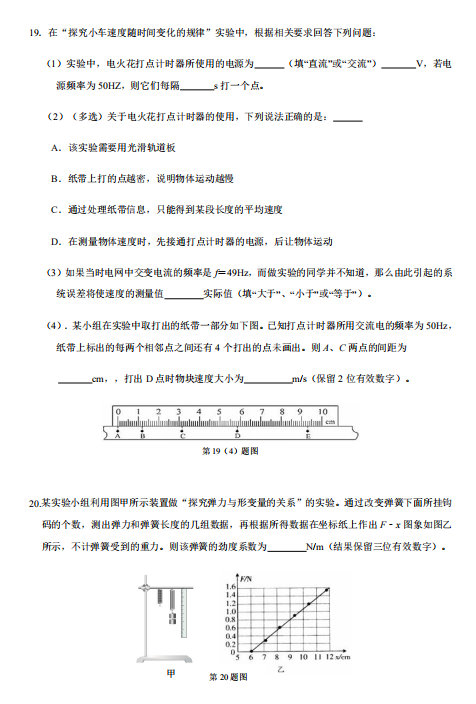 19. 在“探究小车速度随时间变化的规律”实验中，根据相关要求回答下列问题：
（1）实验中，电火花打点计时器所使用的电源为______（填“直流”或“交流”）______V，若电
源频率为 50HZ，则它们每隔______s 打一个点。
（2）（多选）关于电火花打点计时器的使用，下列说法正确的是：______
A．该实验需要用光滑轨道板
B．纸带上打的点越密，说明物体运动越慢
C．通过处理纸带信息，只能得到某段长度的平均速度
D．在测量物体速度时，先接通打点计时器的电源，后让物体运动
（3）如果当时电网中交变电流的频率是 f＝49Hz，而做实验的同学并不知道，那么由此引起的系
统误差将使速度的测量值______实际值（填“大于”、“小于”或“等于”）。
（4）．某小组在实验中取打出的纸带一部分如下图。已知打点计时器所用交流电的频率为 50Hz，
纸带上标出的每两个相邻点之间还有 4 个打出的点未画出。则 A、C 两点的间距为
______cm，，打出 D 点时物块速度大小为______m/s（保留 2 位有效数字）。
0 1 2 3 4 5 6 7 8 9 10
cm
A B C D E
第 19（4）题图
20.某实验小组利用图甲所示装置做“探究弹力与形变量的关系”的实验。通过改变弹簧下面所挂钩
码的个数，测出弹力和弹簧长度的几组数据，再根据所得数据在坐标纸上作出 F﹣x 图象如图乙
所示，不计弹簧受到的重力。则该弹簧的劲度系数为______N/m（结果保留三位有效数字）。
F/N
1.6
1.4
1.2
1.0
0.8
0.6
0.4
0.2
0
5 6 7 8 9 10 11 12 x/cm
甲 乙
第 20 题图